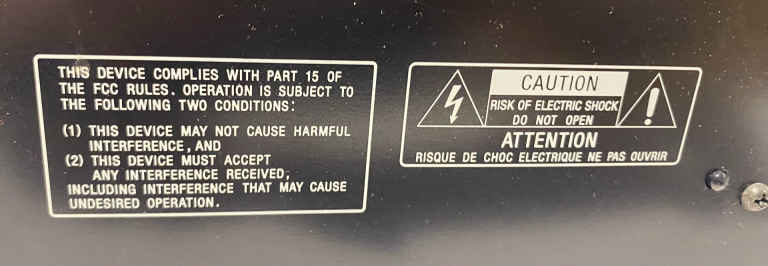 THIS DEVICE COMPLIES WITH PART 15 OF
THE FCC RULES. OPERATION IS SUBJECT TO
THE FOLLOWING TWO CONDITIONS:
(1) THIS DEVICE MAY NOT CAUSE HARMFUL
INTERFERENCE, AND
(2) THIS DEVICE MUST ACCEPT
ANY INTERFERENCE RECEIVED,
INCLUDING INTERFERENCE THAT MAY CAUSE
UNDESIRED OPERATION.
CAUTION
RISK OF ELECTRIC SHOCK
DO NOT OPEN
ATTENTION
RISQUE DE CHOC ELECTRIQUE NE PAS OUVRIR